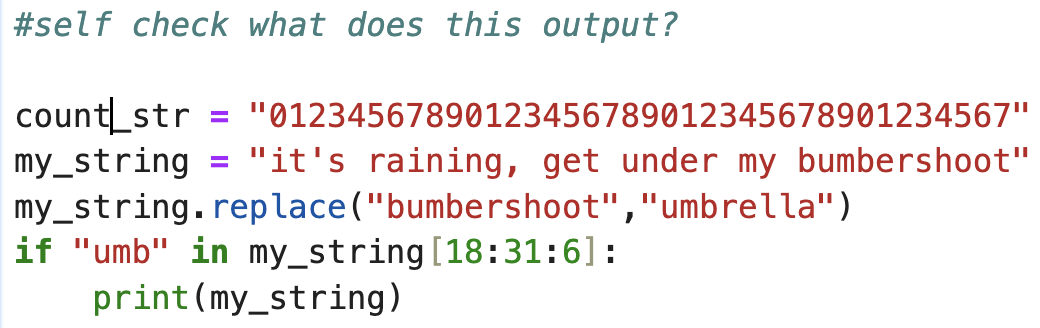 #self check what does this output?
count_str = "01234567890123456789012345678901234567"
my_string = "it's raining, get under my bumbershoot"
my_string.replace("bumbershoot","umbrella")
if "umb" in my_string[18:31:6]:
    print(my_string)